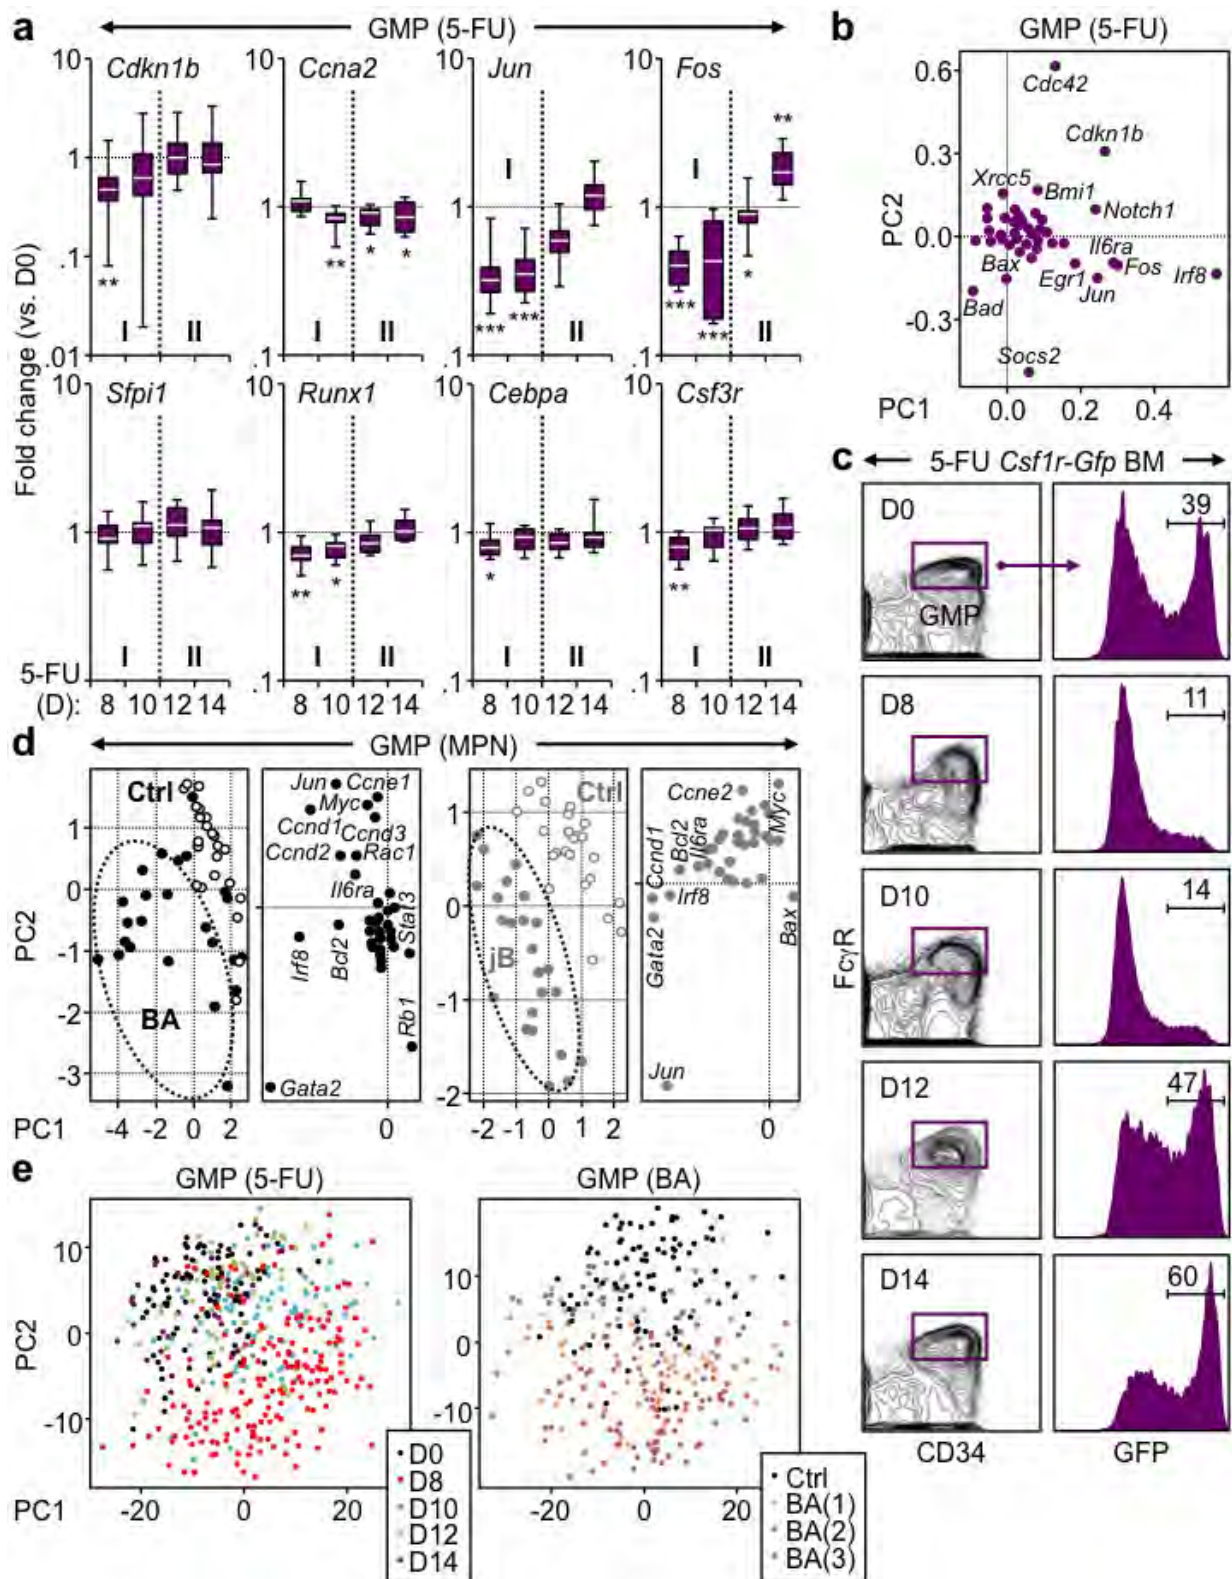 a
GMP (5-FU)
Fold change (vs. D0)
10
1
.1
.01
Cdkn1b
**
I
II
10
1
.1
Ccna2
**
*
*
I
II
10
1
.1
Jun
I
***
***
II
10
1
.1
Fos
I
***
***
*
**
II
10
1
Sfpi1
I
II
10
1
.1
Runx1
**
*
I
II
10
1
.1
Cebpa
*
I
II
10
1
.1
Csf3r
**
I
II
5-FU
(D):
8 10 12 14
8 10 12 14
8 10 12 14
8 10 12 14
b
GMP (5-FU)
PC2
0.6
0.3
0.0
-0.3
Cdc42
Cdkn1b
Xrcc5
Bmi1
Notch1
Il6ra
Bax
Egr1
Fos
Irf8
Jun
Bad
Socs2
PC1
0.0 0.2 0.4
c
5-FU Csf1r-Gfp BM
D0
GMP
39
D8
11
D10
14
D12
47
D14
60
FcγR
CD34
GFP
d
GMP (MPN)
PC2
1
0
-1
-2
-3
Ctrl
BA
Jun
Ccne1
Myc
Ccnd1
Ccnd3
Ccnd2
Rac1
Il6ra
Stat3
Irf8
Bcl2
Rb1
Gata2
1
0
-1
-2
Ctrl
jB
Ccne2
Myc
Ccnd1
Bcl2
Il6ra
Irf8
Gata2
Bax
Jun
PC1
-4 -2 0 2
0
-2 -1 0 1 2
0
e
GMP (5-FU)
PC2
10
0
-10
D0
D8
D10
D12
D14
PC1
-20 0 20
GMP (BA)
10
0
-10
Ctrl
BA(1)
BA(2)
BA(3)
-20 0 20